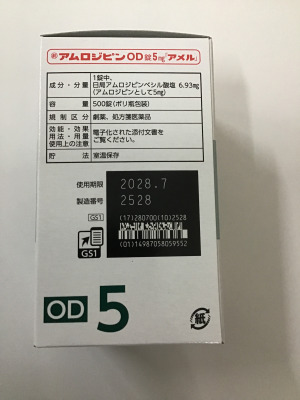 アムロジピンOD錠5mg「アメル」
成分・分量
1錠中、
日局アムロジピンベシル酸塩 6.93mg
(アムロジピンとして5mg)
容量
500錠(ポリ瓶包装)
規制区分
劇薬、処方箋医薬品
効能・効果
用法・用量
使用上の注意
電子化された添付文書を
ご覧ください。
貯法
室温保存
使用期限
2028.7
製造番号
2528
GS1
(17)280700(10)2528
(01)14987058059552
GS1
OD 5
紙